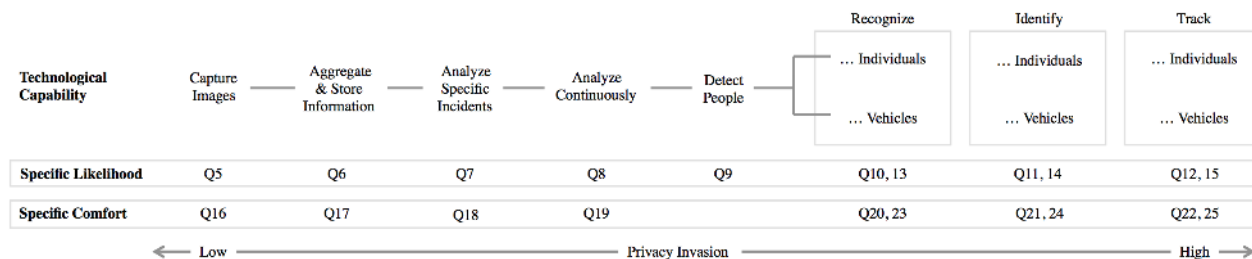 Recognize Identify Track
Technological Capability
Capture Images
Aggregate & Store Information
Analyze Specific Incidents
Analyze Continuously
Detect People
... Individuals ... Individuals ... Individuals
... Vehicles ... Vehicles ... Vehicles
Specific Likelihood Q5 Q6 Q7 Q8 Q9 Q10, 13 Q11, 14 Q12, 15
Specific Comfort Q16 Q17 Q18 Q19 Q20, 23 Q21, 24 Q22, 25
Low Privacy Invasion High